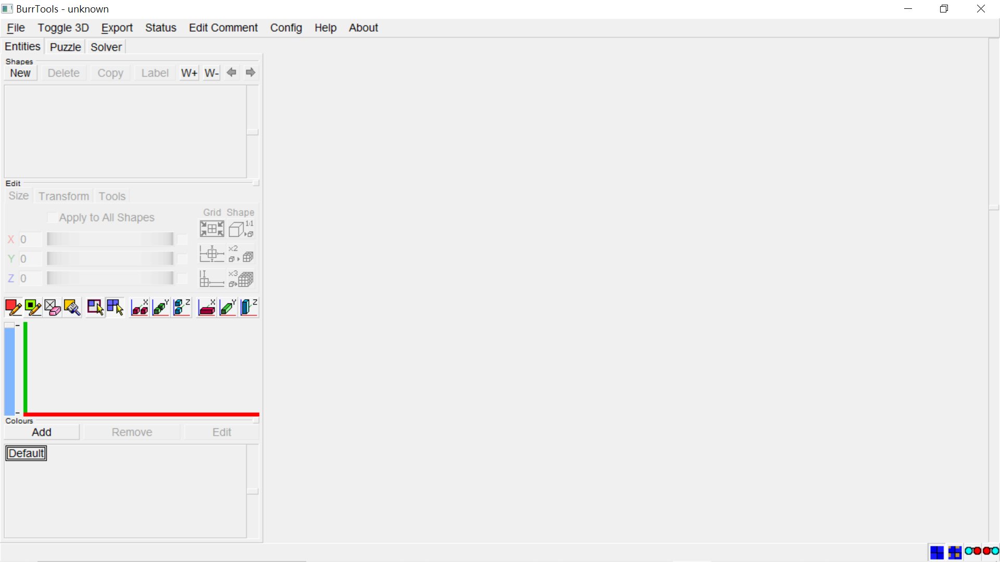 BurrTools - unknown
File Toggle 3D Export Status Edit Comment Config Help About
Entities Puzzle Solver
Shapes
New Delete Copy Label W+ W-
Edit
Size Transform Tools
Apply to All Shapes Grid Shape
1:1
X 0
x2
Y 0
x3
Z 0
X Y Z X Y Z
Colours
Add Remove Edit
Default